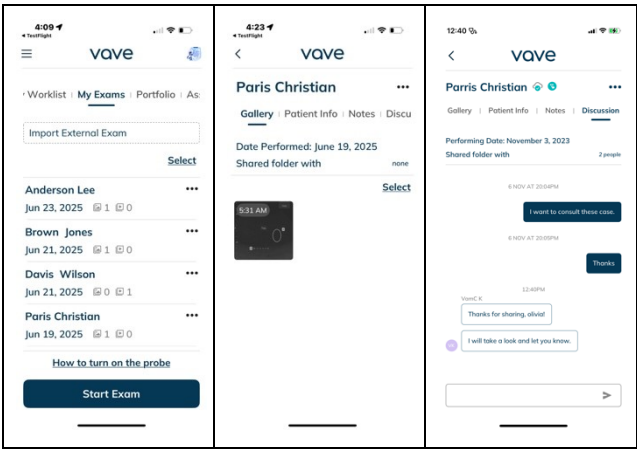 4:09
TestFlight
vave
Worklist
My Exams
Portfolio
As
Import External Exam
Select
Anderson Lee
Jun 23, 2025 1 0
Brown Jones
Jun 21, 2025 1 0
Davis Wilson
Jun 21, 2025 0 1
Paris Christian
Jun 19, 2025 1 0
How to turn on the probe
Start Exam
4:23
TestFlight
vave
Paris Christian
Gallery
Patient Info
Notes
Discu
Date Performed: June 19, 2025
Shared folder with none
Select
5:31 AM
12:40
vave
Parris Christian
Gallery
Patient Info
Notes
Discussion
Performing Date: November 3, 2023
Shared folder with 2 people
6 NOV AT 20:04PM
I want to consult these case.
6 NOV AT 20:05PM
Thanks
12:40PM
VamC K
Thanks for sharing, olivia!
I will take a look and let you know.